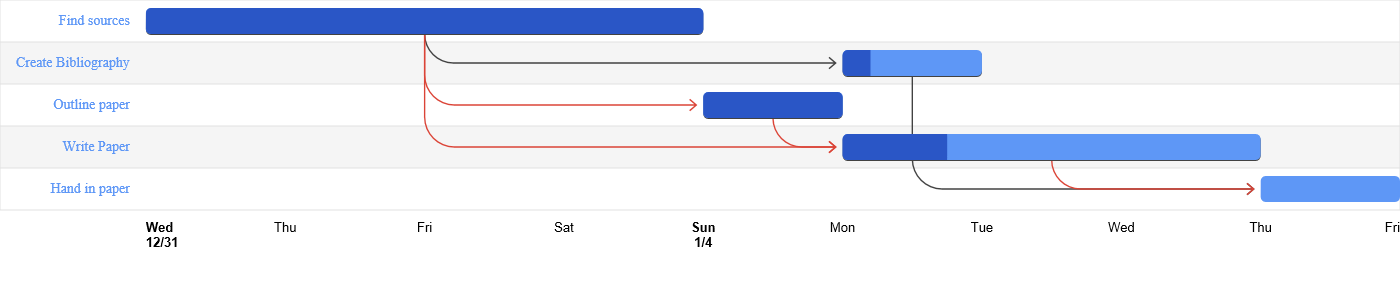 Find sources
Create Bibliography
Outline paper
Write Paper
Hand in paper
Wed Thu Fri Sat Sun Mon Tue Wed Thu Fri
12/31 1/4